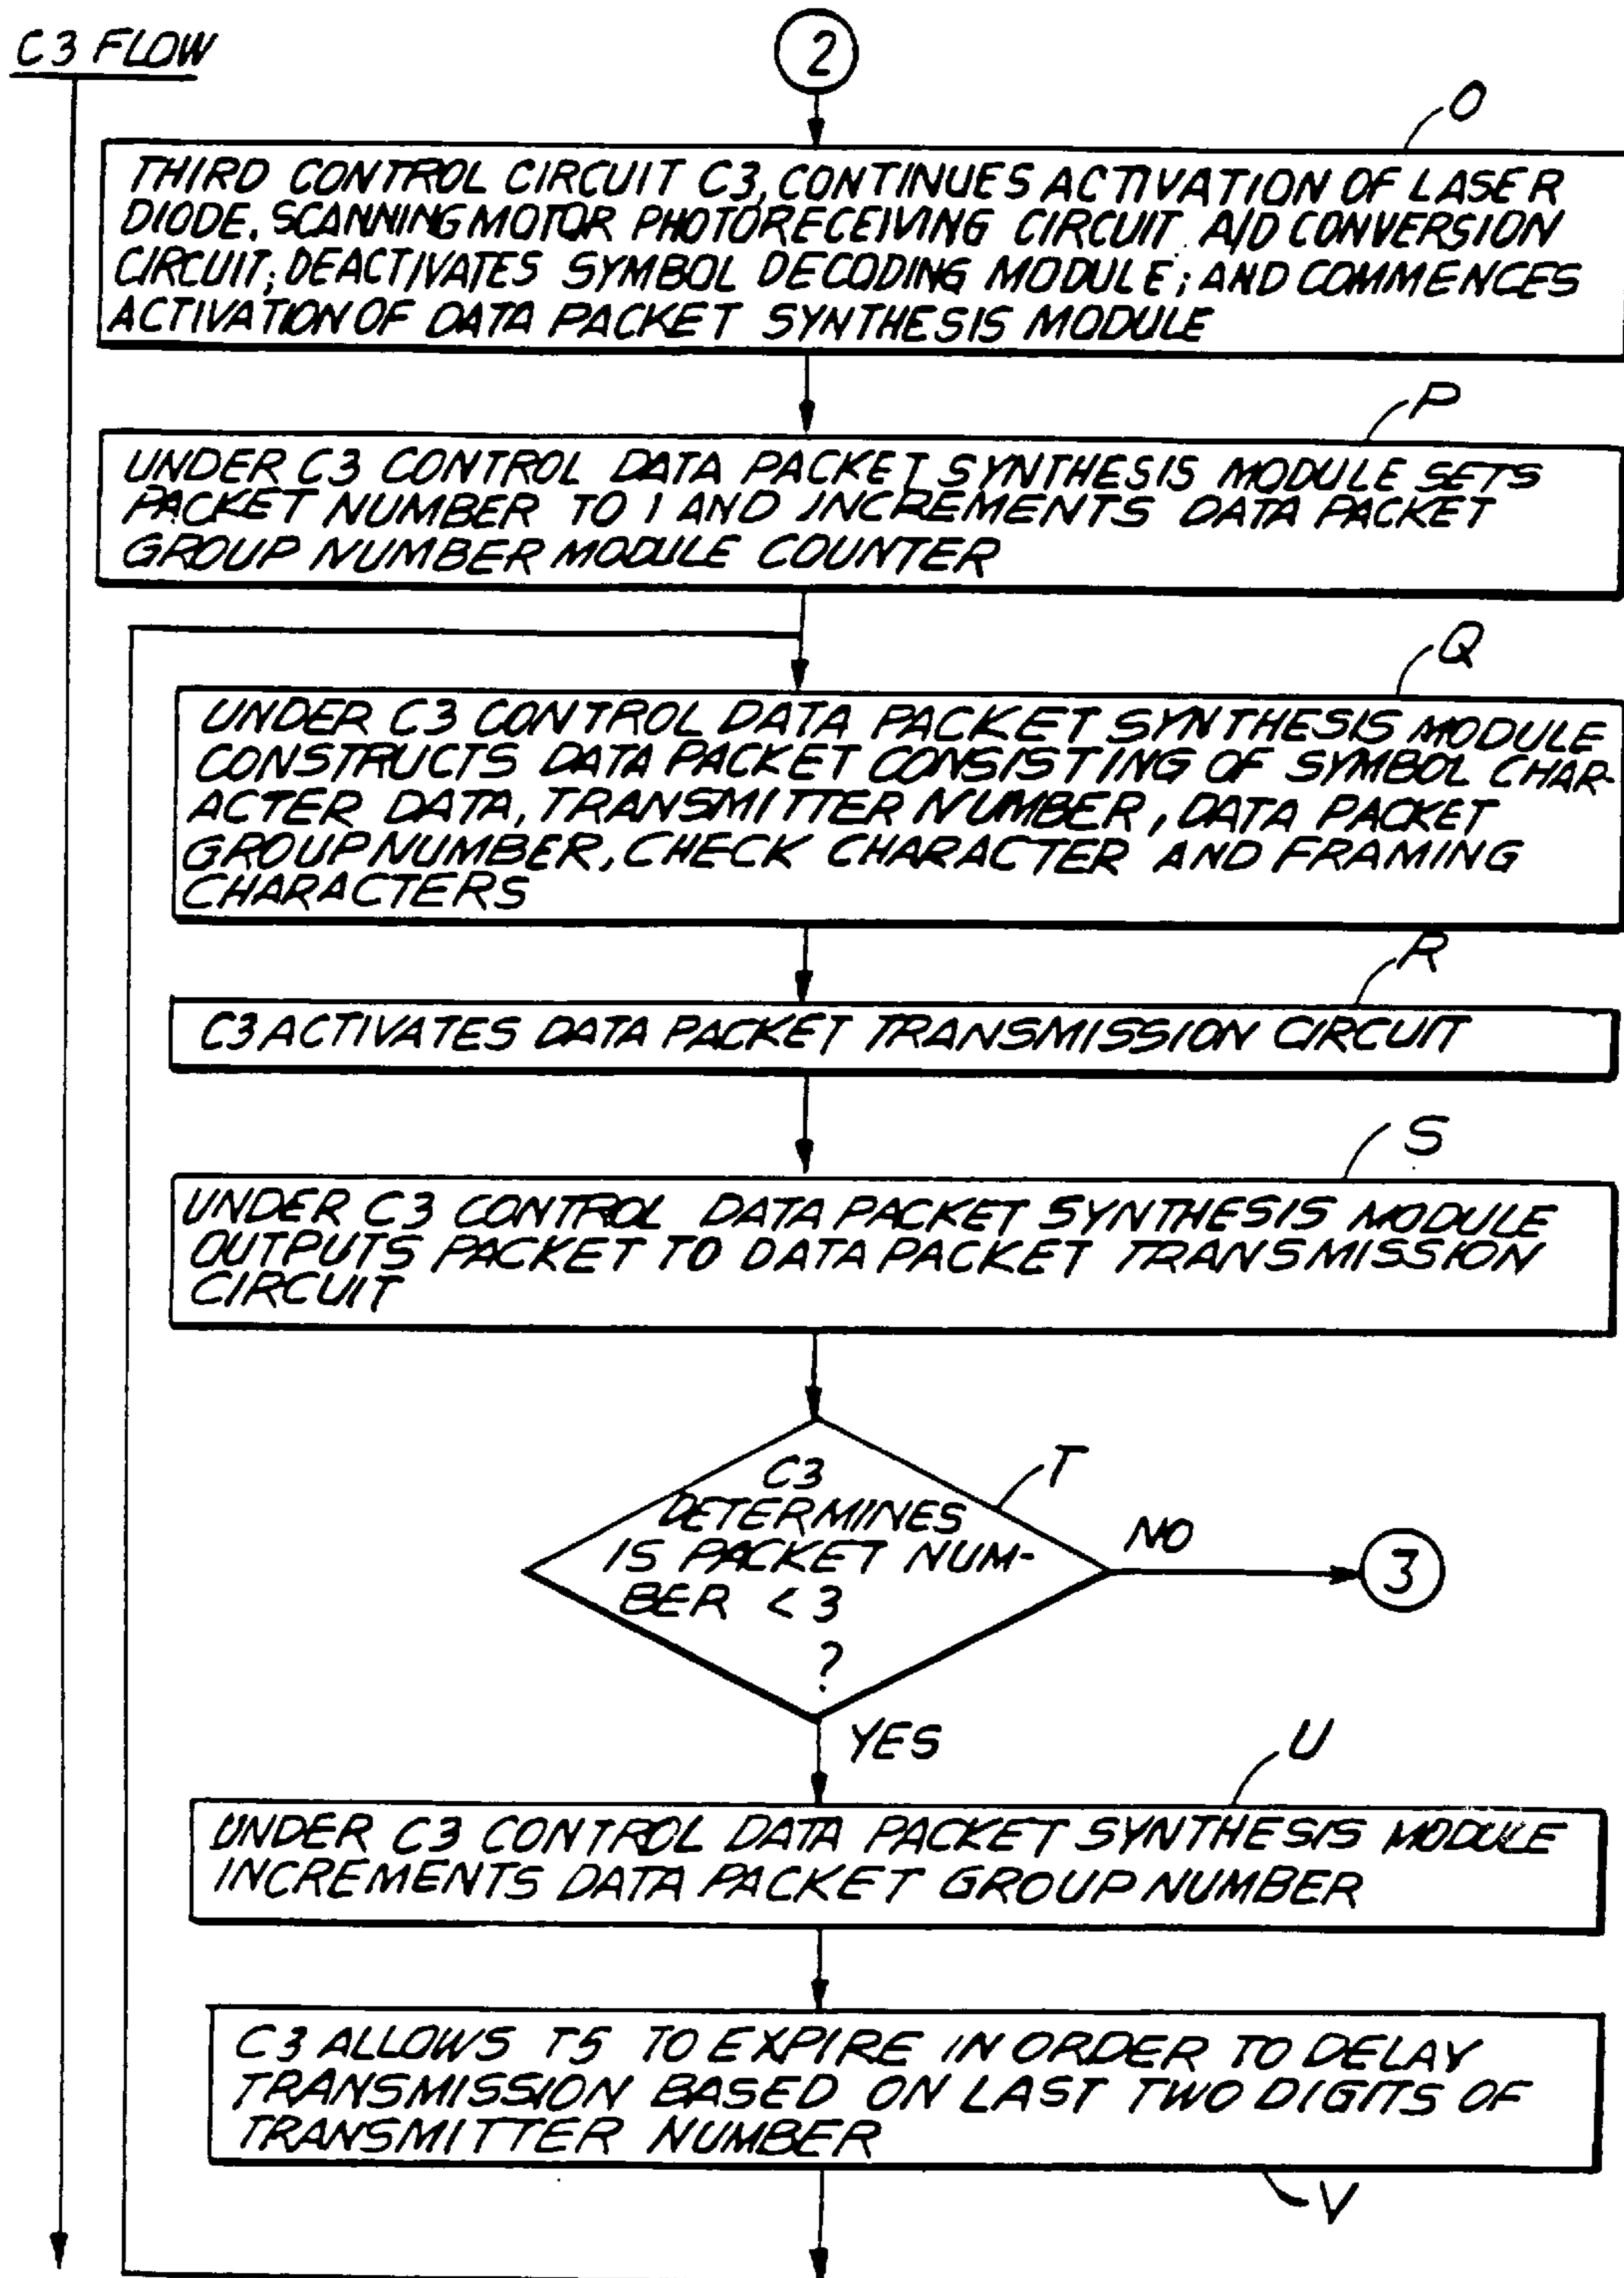 C3 FLOW
2
O
THIRD CONTROL CIRCUIT C3, CONTINUES ACTIVATION OF LASER
DIODE. SCANNING MOTOR PHOTORECEIVING CIRCUIT. A/D CONVERSION
CIRCUIT; DEACTIVATES SYMBOL DECODING MODULE; AND COMMENCES
ACTIVATION OF DATA PACKET SYNTHESIS MODULE
P
UNDER C3 CONTROL DATA PACKET SYNTHESIS MODULE SETS
PACKET NUMBER TO 1 AND INCREMENTS DATA PACKET
GROUP NUMBER MODULE COUNTER
Q
UNDER C3 CONTROL DATA PACKET SYNTHESIS MODULE
CONSTRUCTS DATA PACKET CONSISTING OF SYMBOL CHAR-
ACTER DATA, TRANSMITTER NUMBER, DATA PACKET
GROUP NUMBER, CHECK CHARACTER AND FRAMING
CHARACTERS
R
C3 ACTIVATES DATA PACKET TRANSMISSION CIRCUIT
S
UNDER C3 CONTROL DATA PACKET SYNTHESIS MODULE
OUTPUTS PACKET TO DATA PACKET TRANSMISSION
CIRCUIT
T
C3
DETERMINES
IS PACKET NUM-
BER < 3
?
NO
3
YES
U
UNDER C3 CONTROL DATA PACKET SYNTHESIS MODULE
INCREMENTS DATA PACKET GROUP NUMBER
C3 ALLOWS T5 TO EXPIRE IN ORDER TO DELAY
TRANSMISSION BASED ON LAST TWO DIGITS OF
TRANSMITTER NUMBER
V